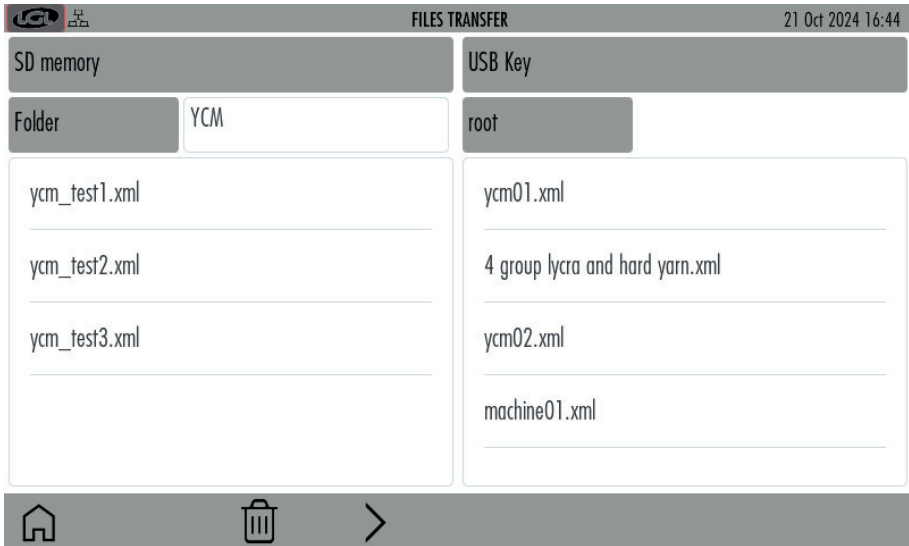 LGL
FILES TRANSFER
21 Oct 2024 16:44
SD memory
USB Key
Folder
YCM
root
ycm_test1.xml
ycm_test2.xml
ycm_test3.xml
ycm01.xml
4 group lycra and hard yarn.xml
ycm02.xml
machine01.xml